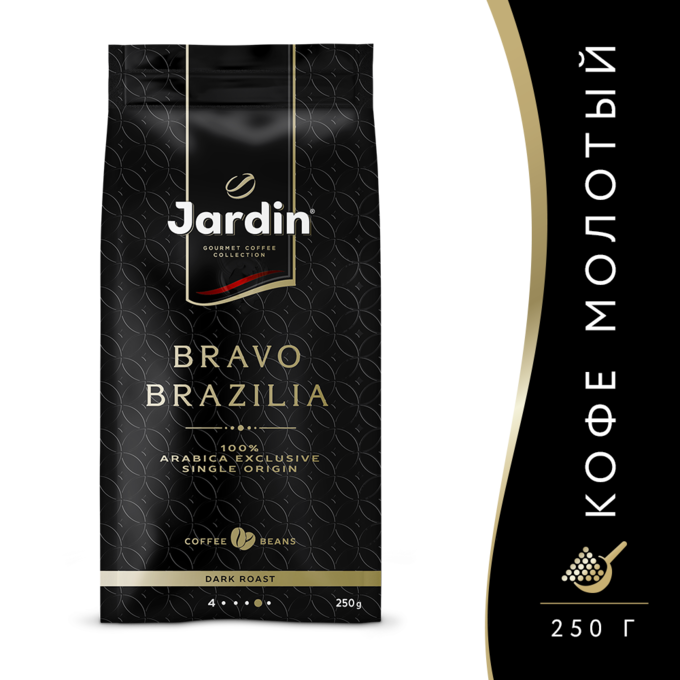 Jardin®
GOURMET COFFEE
COLLECTION
BRAVO
BRAZILIA
100%
ARABICA EXCLUSIVE
SINGLE ORIGIN
COFFEE BEANS
DARK ROAST
4 250g
КОФЕ МОЛОТЫЙ
250 Г